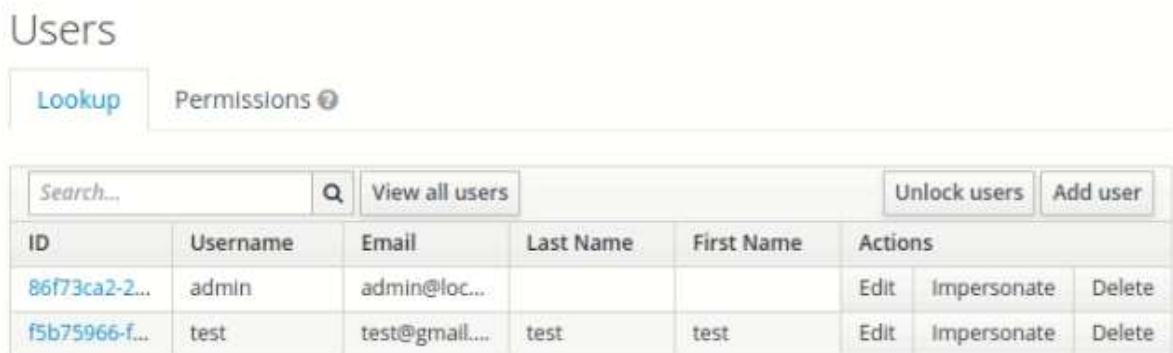 Users
Lookup Permissions
Search... View all users Unlock users Add user
ID Username Email Last Name First Name Actions
86f73ca2-2... admin admin@loc... Edit Impersonate Delete
f5b75966-f... test test@gmail.... test test Edit Impersonate Delete